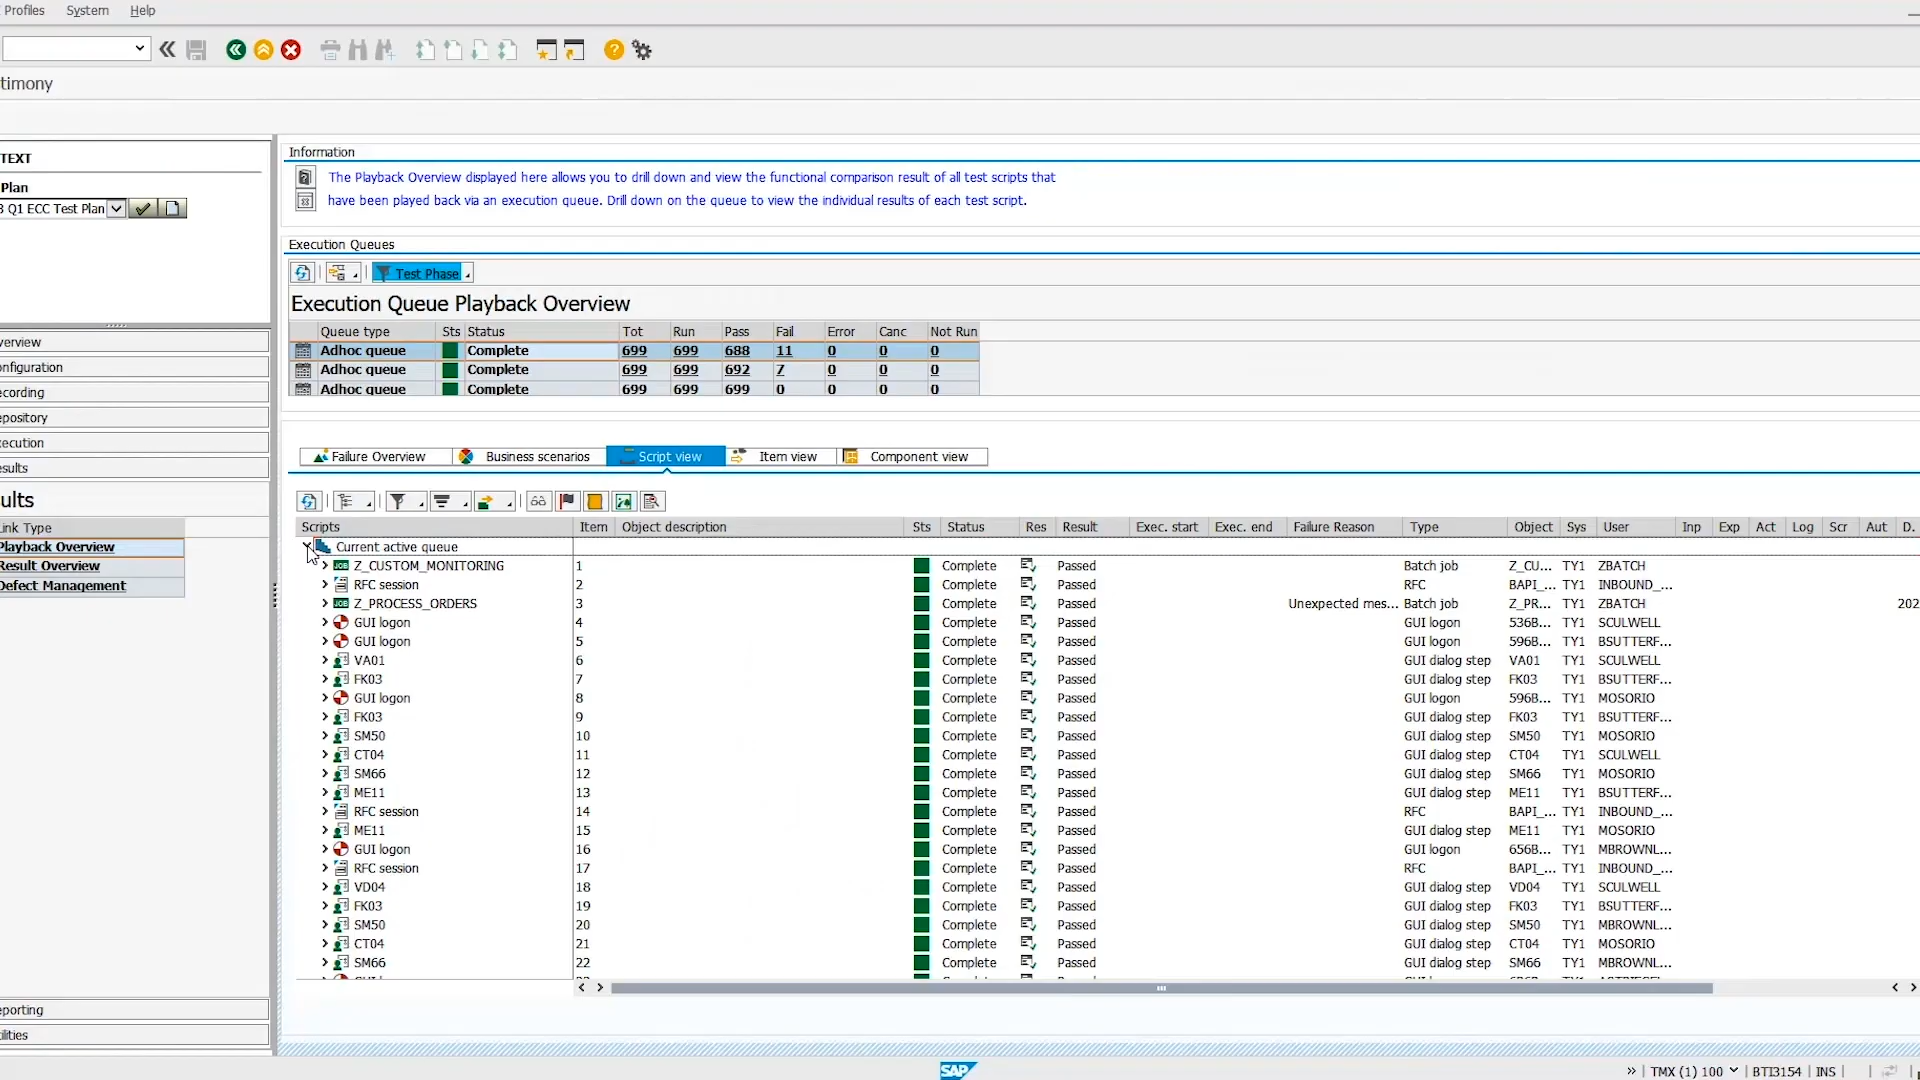 Profiles System Help
timony
TEXT
Plan
Q1 ECC Test Plan
verview
onfiguration
ecording
epository
ecution
esults
ults
ink Type
Playback Overview
Result Overview
Defect Management
eporting
ilities
Information
The Playback Overview displayed here allows you to drill down and view the functional comparison result of all test scripts that
have been played back via an execution queue. Drill down on the queue to view the individual results of each test script.
Execution Queues
Test Phase
Execution Queue Playback Overview
Queue type Sts Status Tot Run Pass Fail Error Canc Not Run
Adhoc queue Complete 699 699 688 11 0 0 0
Adhoc queue Complete 699 699 692 7 0 0 0
Adhoc queue Complete 699 699 699 0 0 0 0
Failure Overview Business scenarios Script view Item view Component view
Scripts Item Object description Sts Status Res Result Exec. start Exec. end Failure Reason Type Object Sys User Inp Exp Act Log Scr Aut D.
Current active queue
JOB Z_CUSTOM_MONITORING 1 Complete Passed Batch job Z_CU... TY1 ZBATCH
RFC session 2 Complete Passed RFC BAPI_... TY1 INBOUND_...
JOB Z_PROCESS_ORDERS 3 Complete Passed Unexpected mes... Batch job Z_PR... TY1 ZBATCH 202
GUI logon 4 Complete Passed GUI logon 536B... TY1 SCULWELL
GUI logon 5 Complete Passed GUI logon 596B... TY1 BSUTTERF...
VA01 6 Complete Passed GUI dialog step VA01 TY1 SCULWELL
FK03 7 Complete Passed GUI dialog step FK03 TY1 BSUTTERF...
GUI logon 8 Complete Passed GUI logon 596B... TY1 MOSORIO
FK03 9 Complete Passed GUI dialog step FK03 TY1 BSUTTERF...
SM50 10 Complete Passed GUI dialog step SM50 TY1 MOSORIO
CT04 11 Complete Passed GUI dialog step CT04 TY1 SCULWELL
SM66 12 Complete Passed GUI dialog step SM66 TY1 MOSORIO
ME11 13 Complete Passed GUI dialog step ME11 TY1 BSUTTERF...
RFC session 14 Complete Passed RFC BAPI_... TY1 INBOUND_...
ME11 15 Complete Passed GUI dialog step ME11 TY1 MOSORIO
GUI logon 16 Complete Passed GUI logon 656B... TY1 MBROWNL...
RFC session 17 Complete Passed RFC BAPI_... TY1 INBOUND_...
VD04 18 Complete Passed GUI dialog step VD04 TY1 SCULWELL
FK03 19 Complete Passed GUI dialog step FK03 TY1 BSUTTERF...
SM50 20 Complete Passed GUI dialog step SM50 TY1 MBROWNL...
CT04 21 Complete Passed GUI dialog step CT04 TY1 MOSORIO
SM66 22 Complete Passed GUI dialog step SM66 TY1 MBROWNL...
SAP
TMX (1) 100 BTI3154 INS